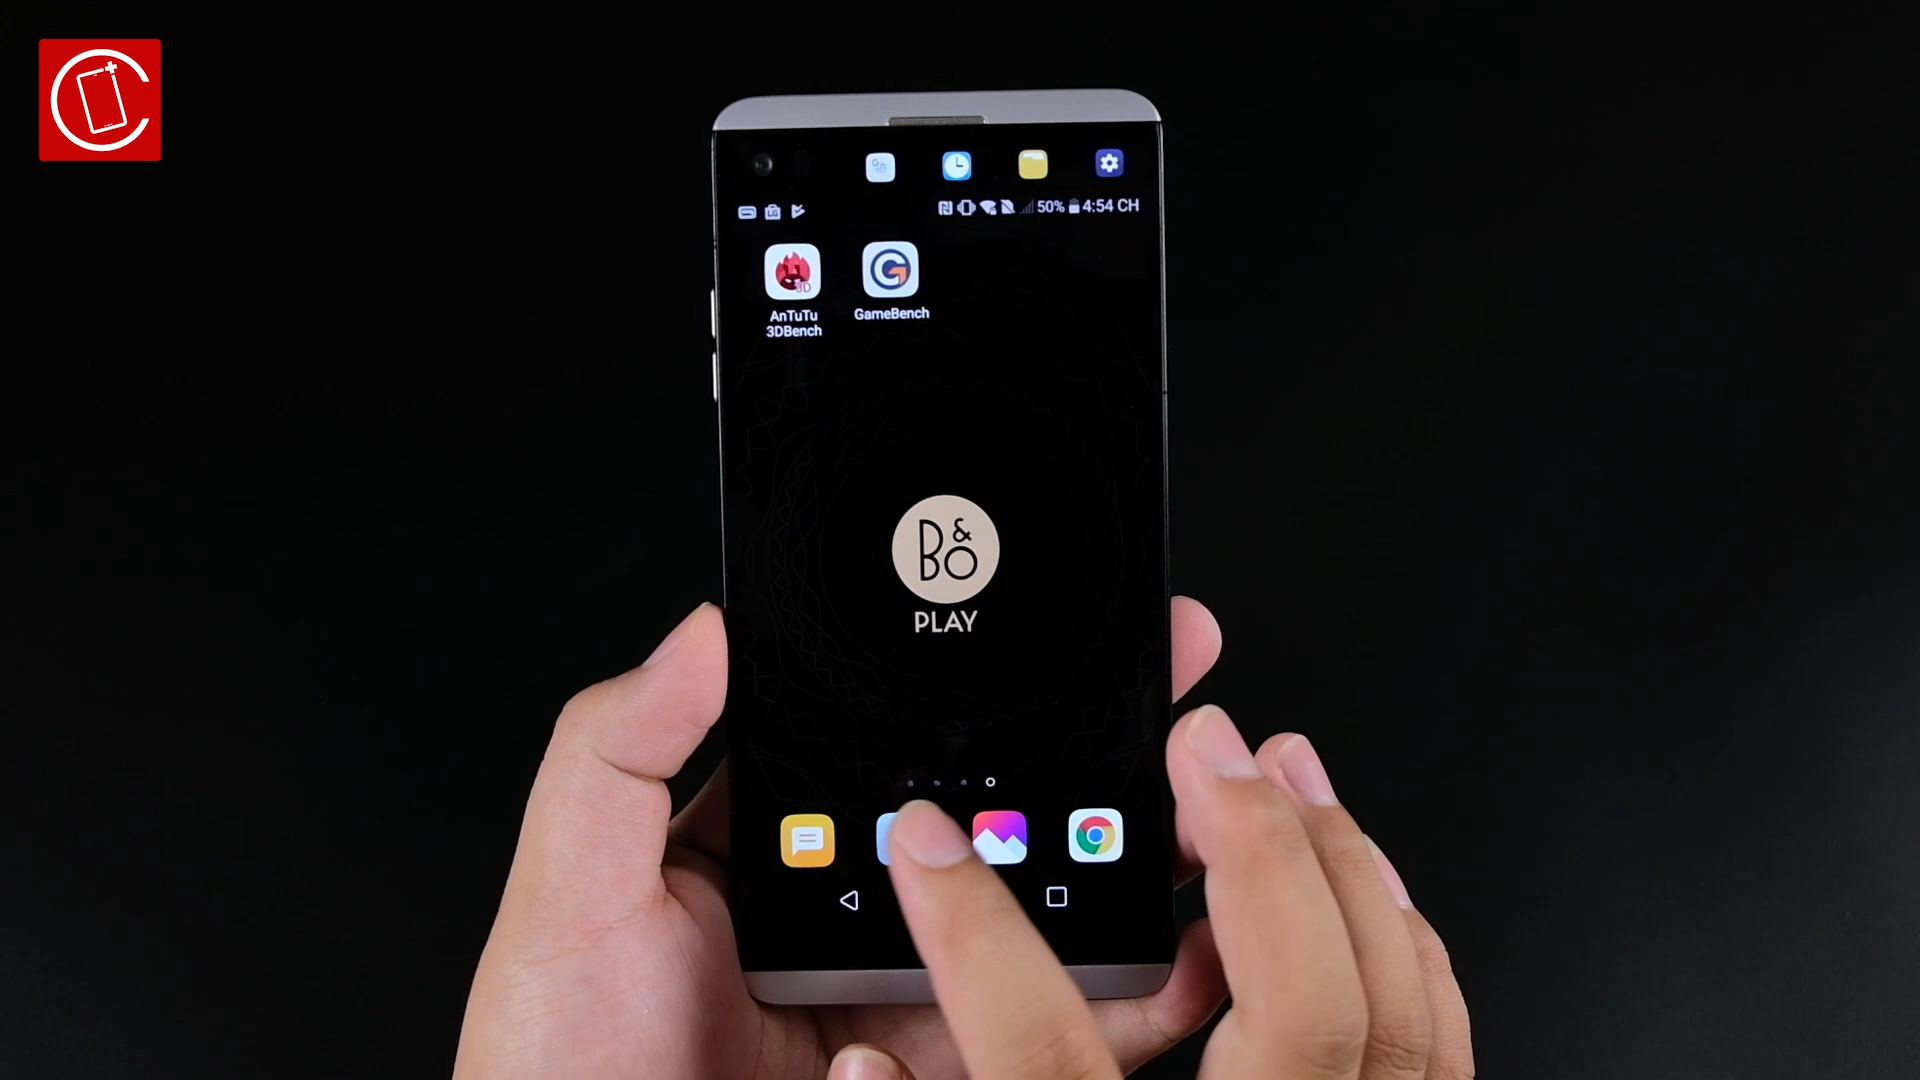 50% 4:54 CH
AnTuTu
3DBench
GameBench
B&O
PLAY